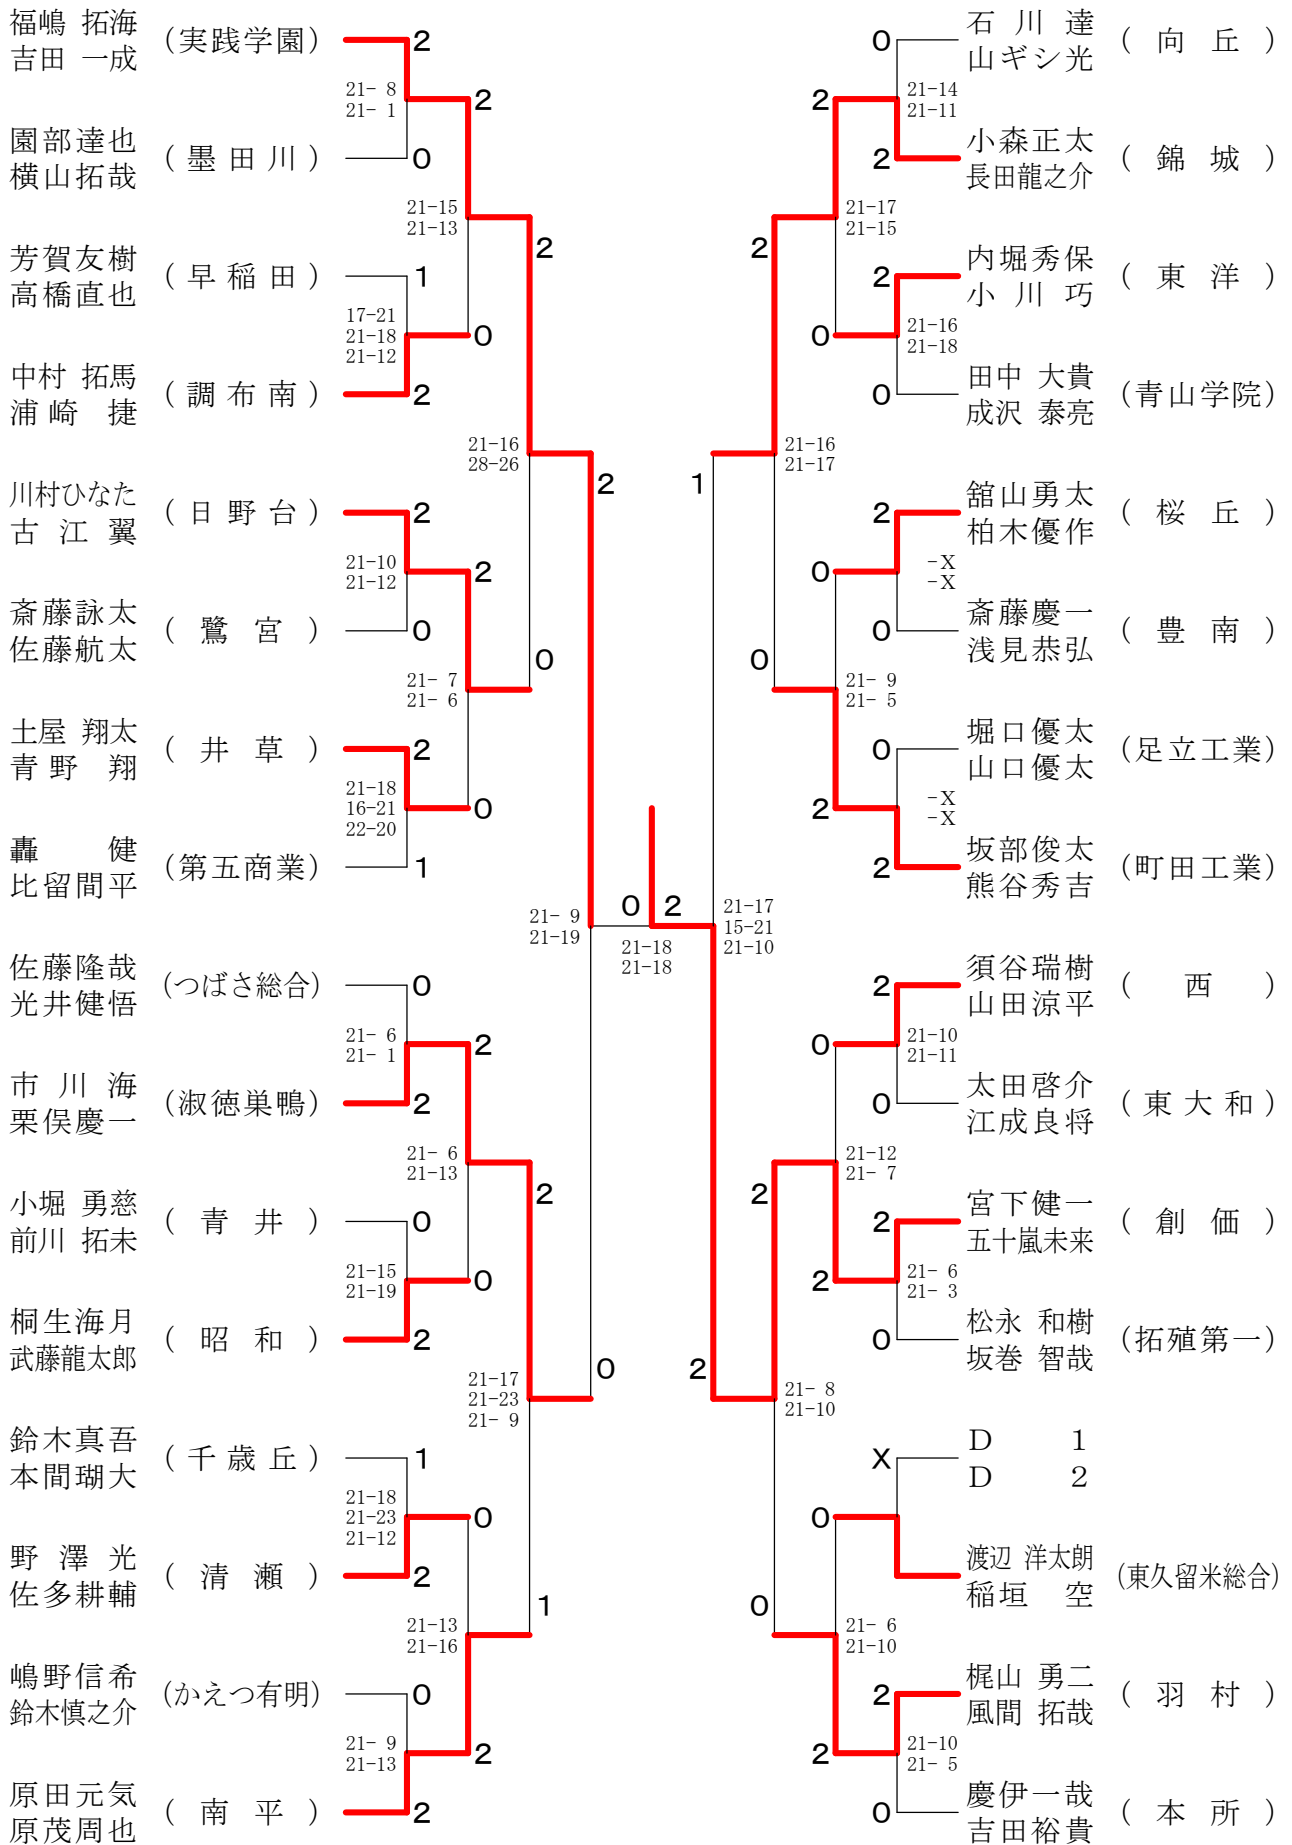 福嶋 拓海
吉田 一成
(実践学園)
2
21- 8
21- 1
2
園部達也
横山拓哉
(墨田川)
0
21-15
21-13
2
芳賀友樹
高橋直也
(早稲田)
1
17-21
21-18
21-12
0
中村 拓馬
浦崎 捷
(調布南)
2
21-16
28-26
2
川村ひなた
古江翼
(日野台)
2
21-10
21-12
2
斎藤詠太
佐藤航太
(鷺宮)
0
21- 7
21- 6
0
土屋 翔太
青野 翔
(井草)
2
21-18
16-21
22-20
0
轟 健
比留間平
(第五商業)
1
21- 9
21-19
0 2
21-18
21-18
佐藤隆哉
光井健悟
(つばさ総合)
0
21- 6
21- 1
2
市川海
栗俣慶一
(淑徳巣鴨)
2
21- 6
21-13
2
小堀 勇慈
前川 拓未
(青井)
0
21-15
21-19
0
桐生海月
武藤龍太郎
(昭和)
2
21-17
21-23
21- 9
0
鈴木真吾
本間瑚大
(千歳丘)
1
21-18
21-23
21-12
0
野澤光
佐多耕輔
(清瀬)
2
21-13
21-16
1
嶋野信希
鈴木慎之介
(かえつ有明)
0
21- 9
21-13
2
原田元気
原茂周也
(南平)
2
石川達
山ギシ光
(向丘)
0
21-14
21-11
2
小森正太
長田龍之介
(錦城)
2
21-17
21-15
2
内堀秀保
小川巧
(東洋)
2
21-16
21-18
0
田中 大貴
成沢 泰亮
(青山学院)
0
21-16
21-17
1
舘山勇太
柏木優作
(桜丘)
2
-X
-X
0
斎藤慶一
浅見恭弘
(豊南)
0
21- 9
21- 5
0
堀口優太
山口優太
(足立工業)
0
-X
-X
2
坂部俊太
熊谷秀吉
(町田工業)
2
21-17
15-21
21-10
須谷瑞樹
山田涼平
(西)
2
21-10
21-11
0
太田啓介
江成良将
(東大和)
0
21-12
21- 7
2
宮下健一
五十嵐未来
(創価)
2
21- 6
21- 3
2
松永 和樹
坂巻 智哉
(拓殖第一)
0
21- 8
21-10
2
D 1
D 2
X
0
渡辺 洋太朗
稲垣 空
(東久留米総合)
21- 6
21-10
0
梶山 勇二
風間 拓哉
(羽村)
2
21-10
21- 5
2
慶伊一哉
吉田裕貴
(本所)
0